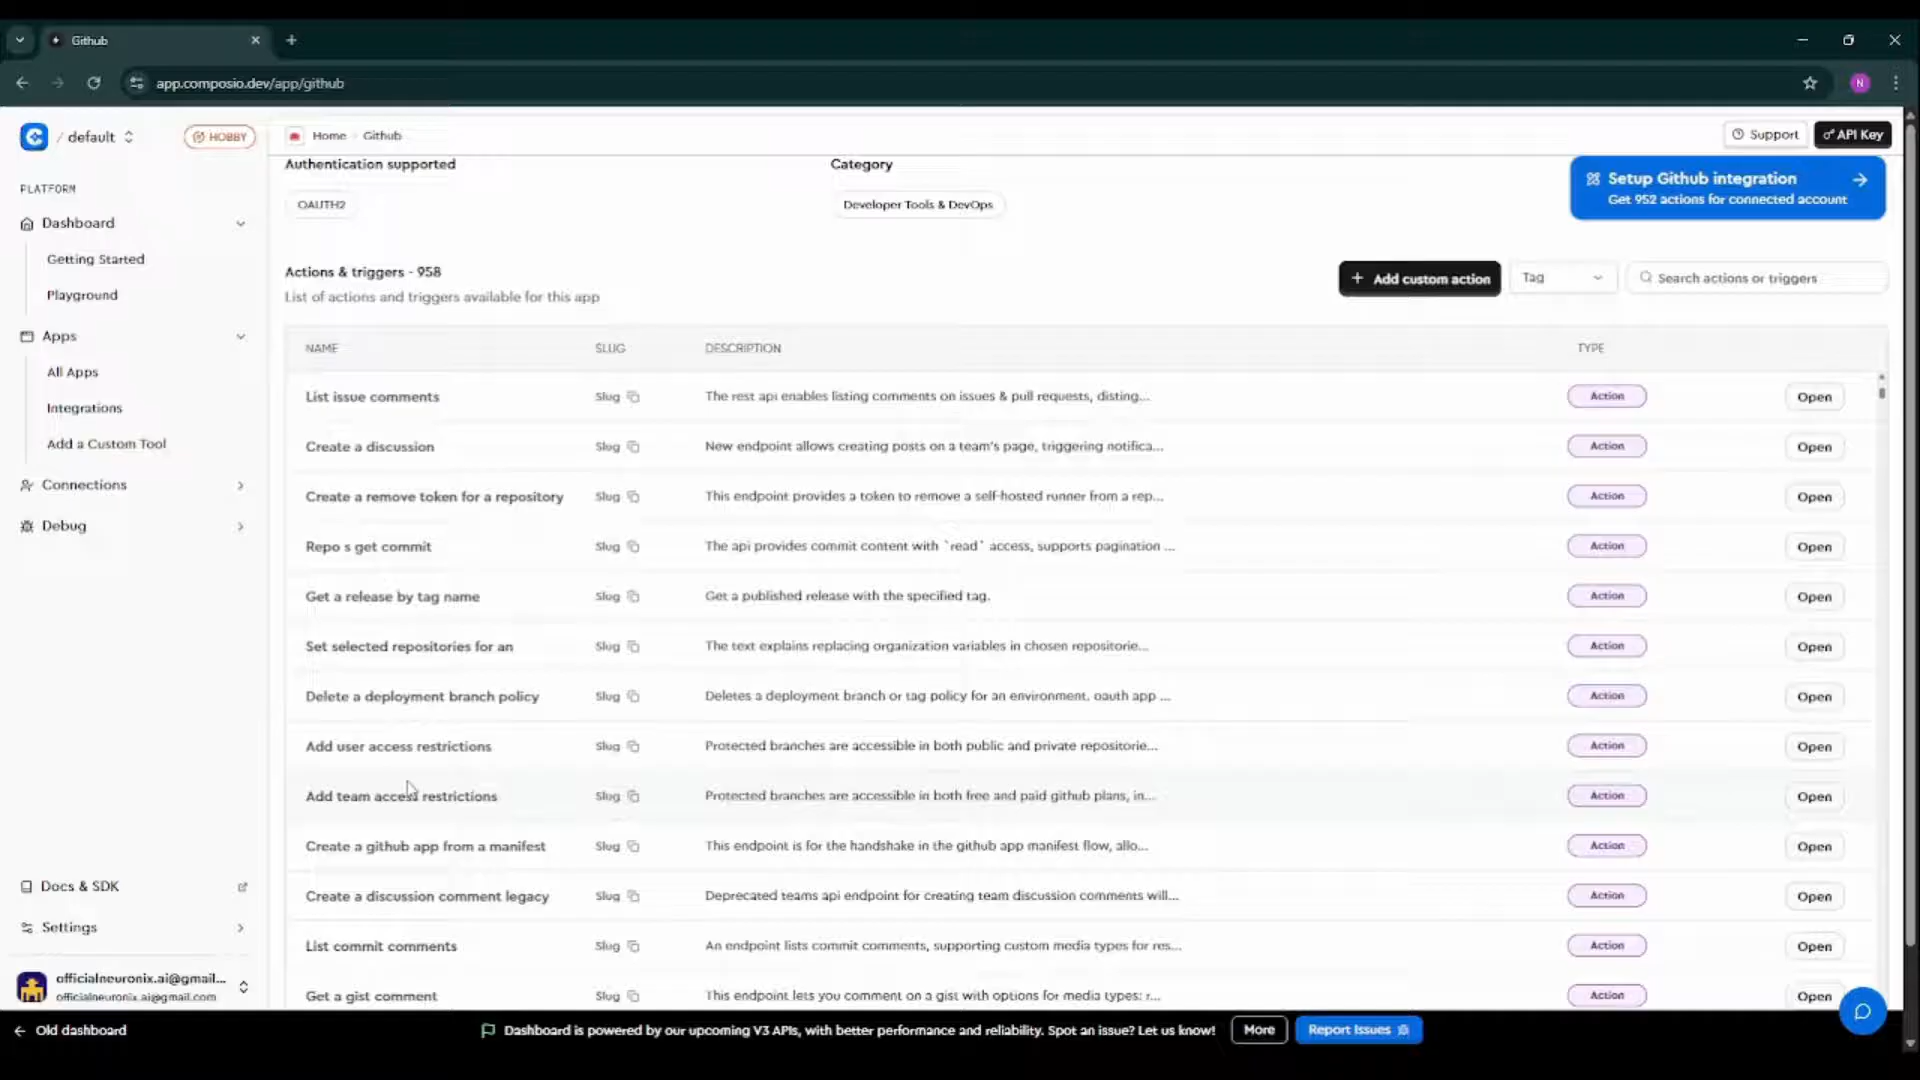 Github
app.composio.dev/app/github
/ default
HOBBY
Home Github
Support
API Key
PLATFORM
Dashboard
Getting Started
Playground
Apps
All Apps
Integrations
Add a Custom Tool
Connections
Debug
Docs & SDK
Settings
officialneuronix.ai@gmail...
officialneuronix.ai@gmail.com
Authentication supported
OAUTH2
Category
Developer Tools & DevOps
Setup Github integration
Get 952 actions for connected account
Actions & triggers - 958
List of actions and triggers available for this app
+ Add custom action
Tag
Search actions or triggers
NAME SLUG DESCRIPTION TYPE
List issue comments Slug The rest api enables listing comments on issues & pull requests, disting... Action Open
Create a discussion Slug New endpoint allows creating posts on a team's page, triggering notifica... Action Open
Create a remove token for a repository Slug This endpoint provides a token to remove a self-hosted runner from a rep... Action Open
Repo s get commit Slug The api provides commit content with `read` access, supports pagination ... Action Open
Get a release by tag name Slug Get a published release with the specified tag. Action Open
Set selected repositories for an Slug The text explains replacing organization variables in chosen repositorie... Action Open
Delete a deployment branch policy Slug Deletes a deployment branch or tag policy for an environment. oauth app ... Action Open
Add user access restrictions Slug Protected branches are accessible in both public and private repositorie... Action Open
Add team access restrictions Slug Protected branches are accessible in both free and paid github plans, in... Action Open
Create a github app from a manifest Slug This endpoint is for the handshake in the github app manifest flow, allo... Action Open
Create a discussion comment legacy Slug Deprecated teams api endpoint for creating team discussion comments will... Action Open
List commit comments Slug An endpoint lists commit comments, supporting custom media types for res... Action Open
Get a gist comment Slug This endpoint lets you comment on a gist with options for media types: r... Action Open
Old dashboard
Dashboard is powered by our upcoming V3 APIs, with better performance and reliability. Spot an issue? Let us know!
More
Report Issues
N